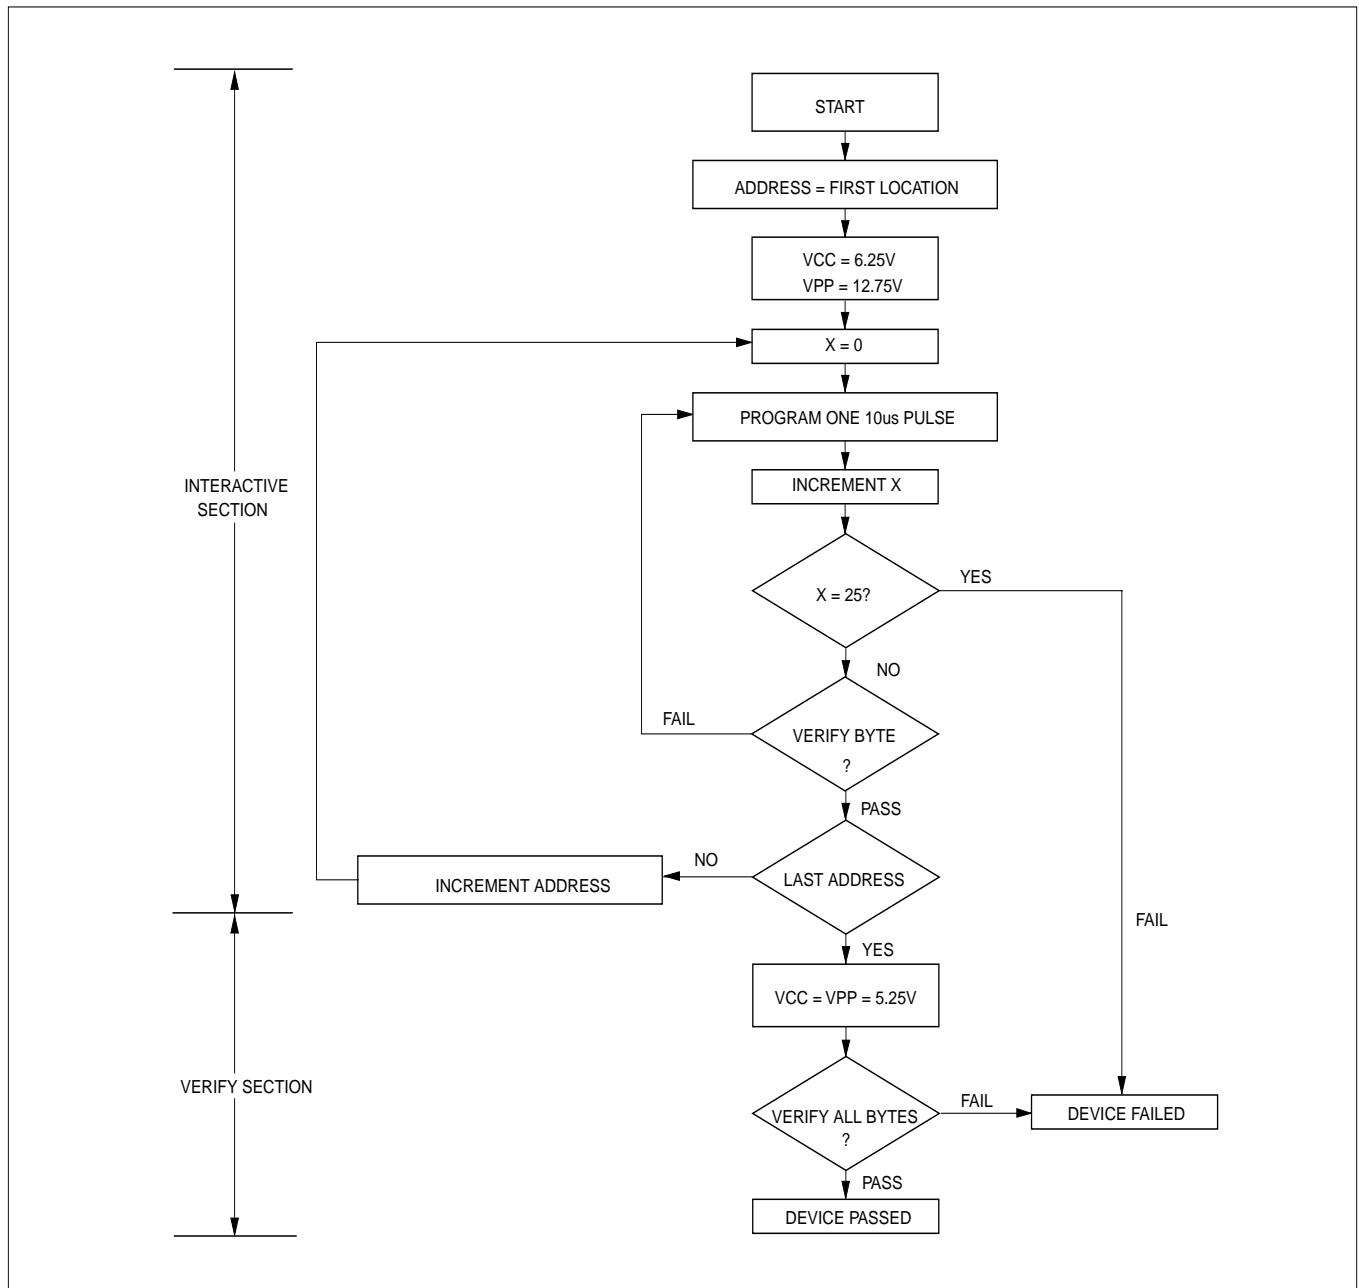 START
ADDRESS = FIRST LOCATION
VCC = 6.25V
VPP = 12.75V
X = 0
PROGRAM ONE 10us PULSE
INTERACTIVE
SECTION
INCREMENT X
X = 25?
YES
NO
FAIL
VERIFY BYTE
?
PASS
NO
LAST ADDRESS
INCREMENT ADDRESS
FAIL
YES
VCC = VPP = 5.25V
VERIFY SECTION
VERIFY ALL BYTES
?
FAIL
DEVICE FAILED
PASS
DEVICE PASSED